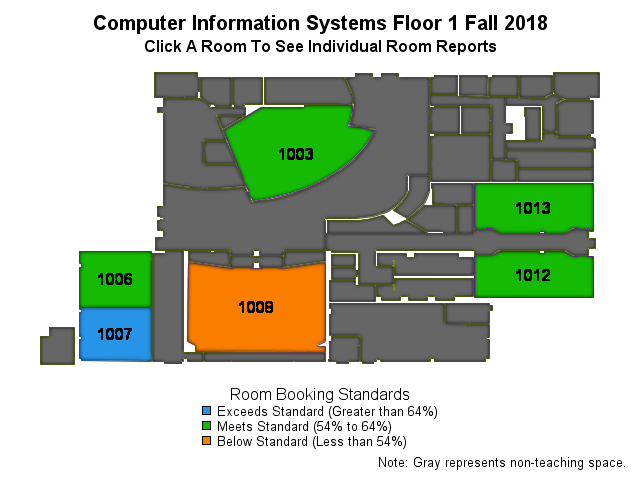 Computer Information Systems Floor 1 Fall 2018
Click A Room To See Individual Room Reports
1003
1013
1012
1006
1008
1007
Room Booking Standards
Exceeds Standard (Greater than 64%)
Meets Standard (54% to 64%)
Below Standard (Less than 54%)
Note: Gray represents non-teaching space.